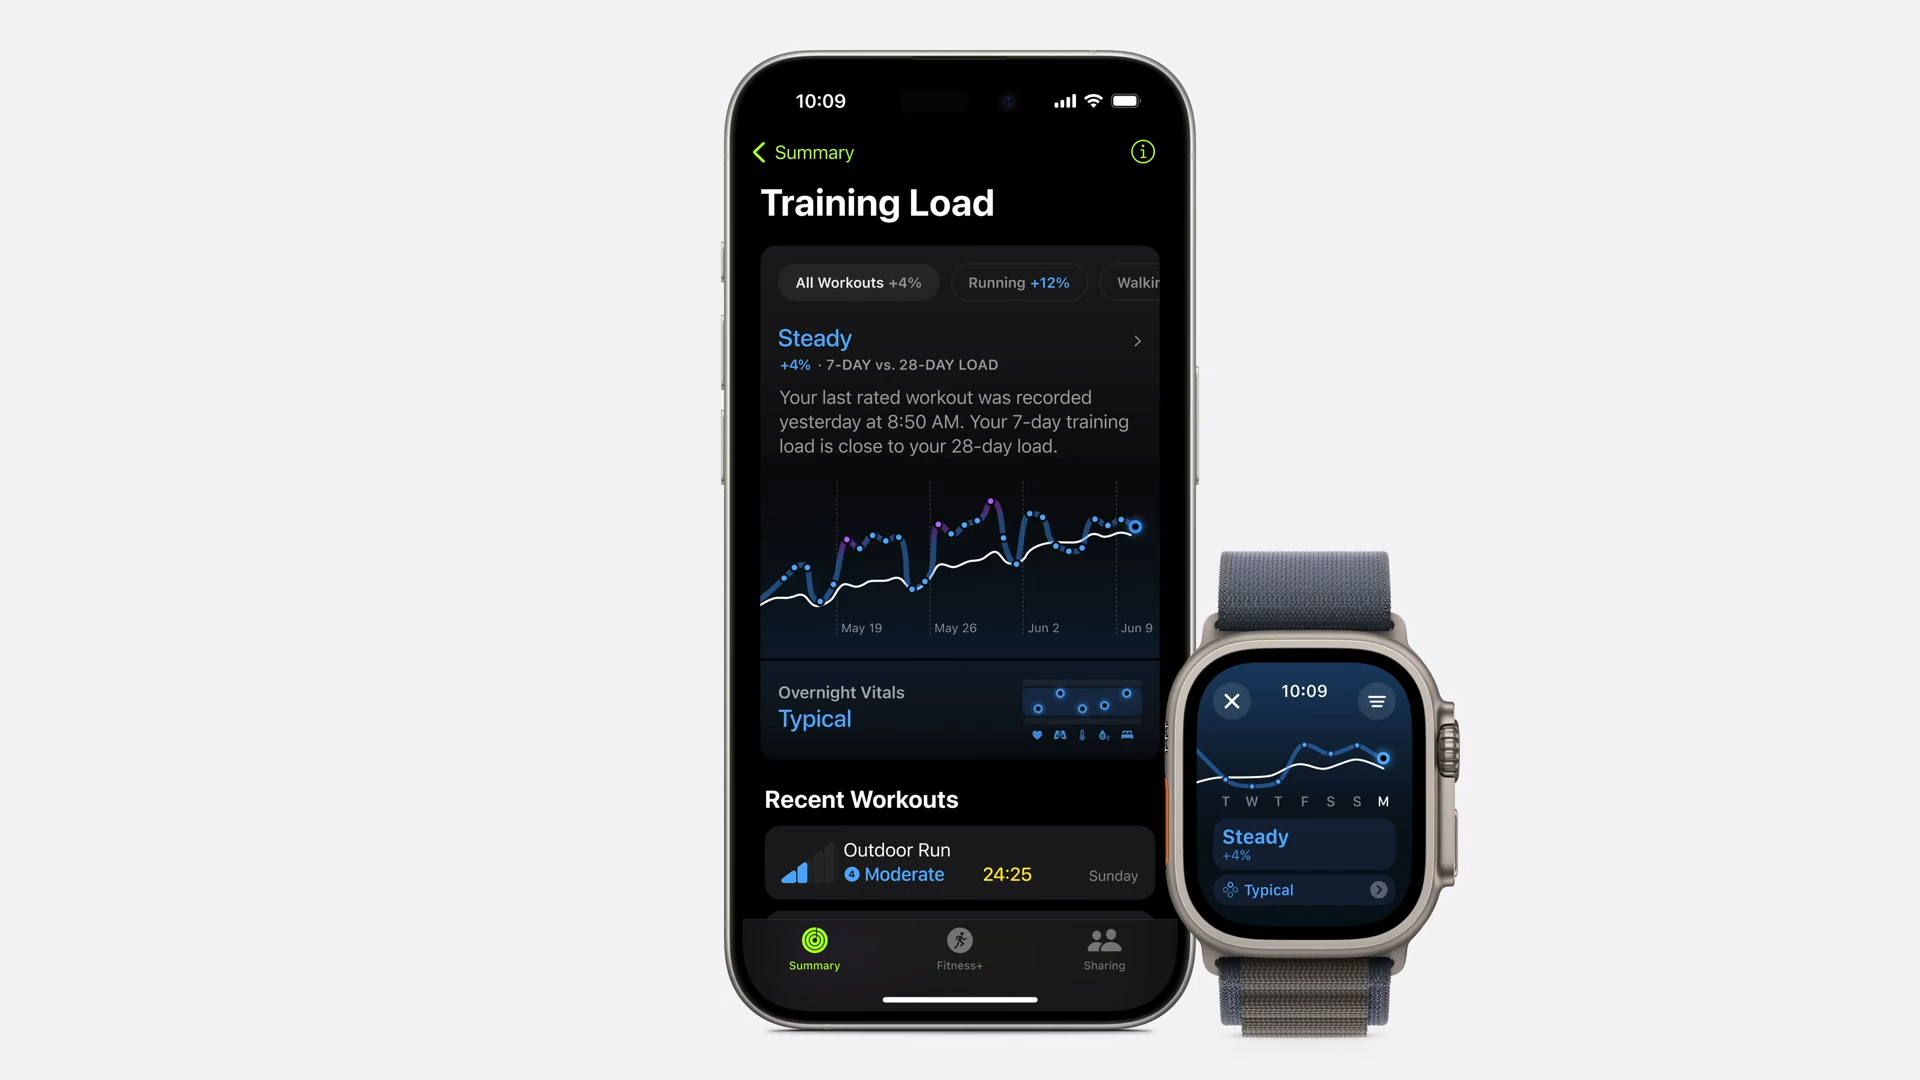 10:09
Summary
Training Load
All Workouts +4%
Running +12%
Walkin
Steady
+4% · 7-DAY vs. 28-DAY LOAD
Your last rated workout was recorded
yesterday at 8:50 AM. Your 7-day training
load is close to your 28-day load.
May 19
May 26
Jun 2
Jun 9
Overnight Vitals
Typical
Recent Workouts
Outdoor Run
4 Moderate
24:25
Sunday
Summary
Fitness+
Sharing
10:09
T W T F S S M
Steady
+4%
Typical